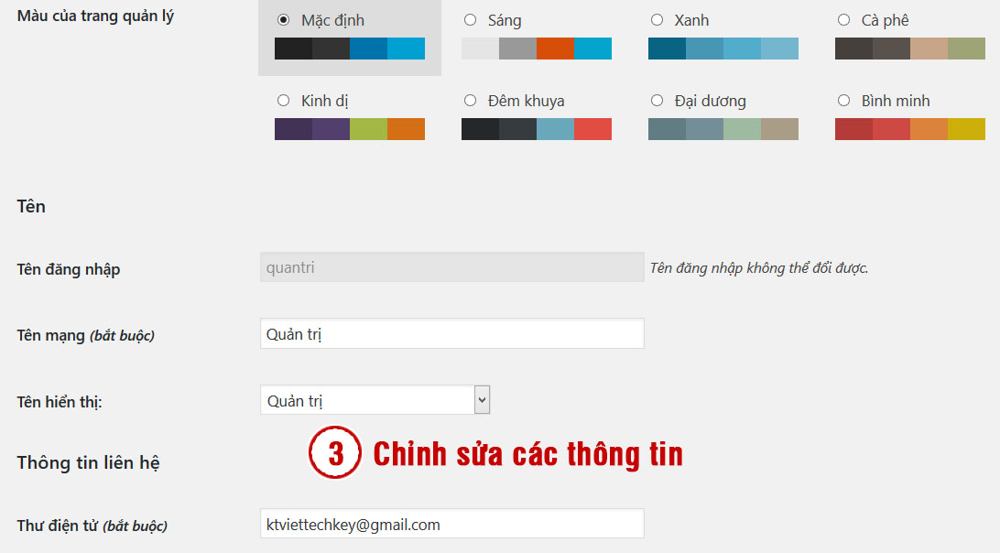 Màu của trang quản lý
Mặc định
Sáng
Xanh
Cà phê
Kinh dị
Đêm khuya
Đại dương
Bình minh
Tên
Tên đăng nhập
quantri
Tên đăng nhập không thể đổi được.
Tên mạng (bắt buộc)
Quản trị
Tên hiển thị:
Quản trị
3 Chỉnh sửa các thông tin
Thông tin liên hệ
Thư điện tử (bắt buộc)
ktviettechkey@gmail.com